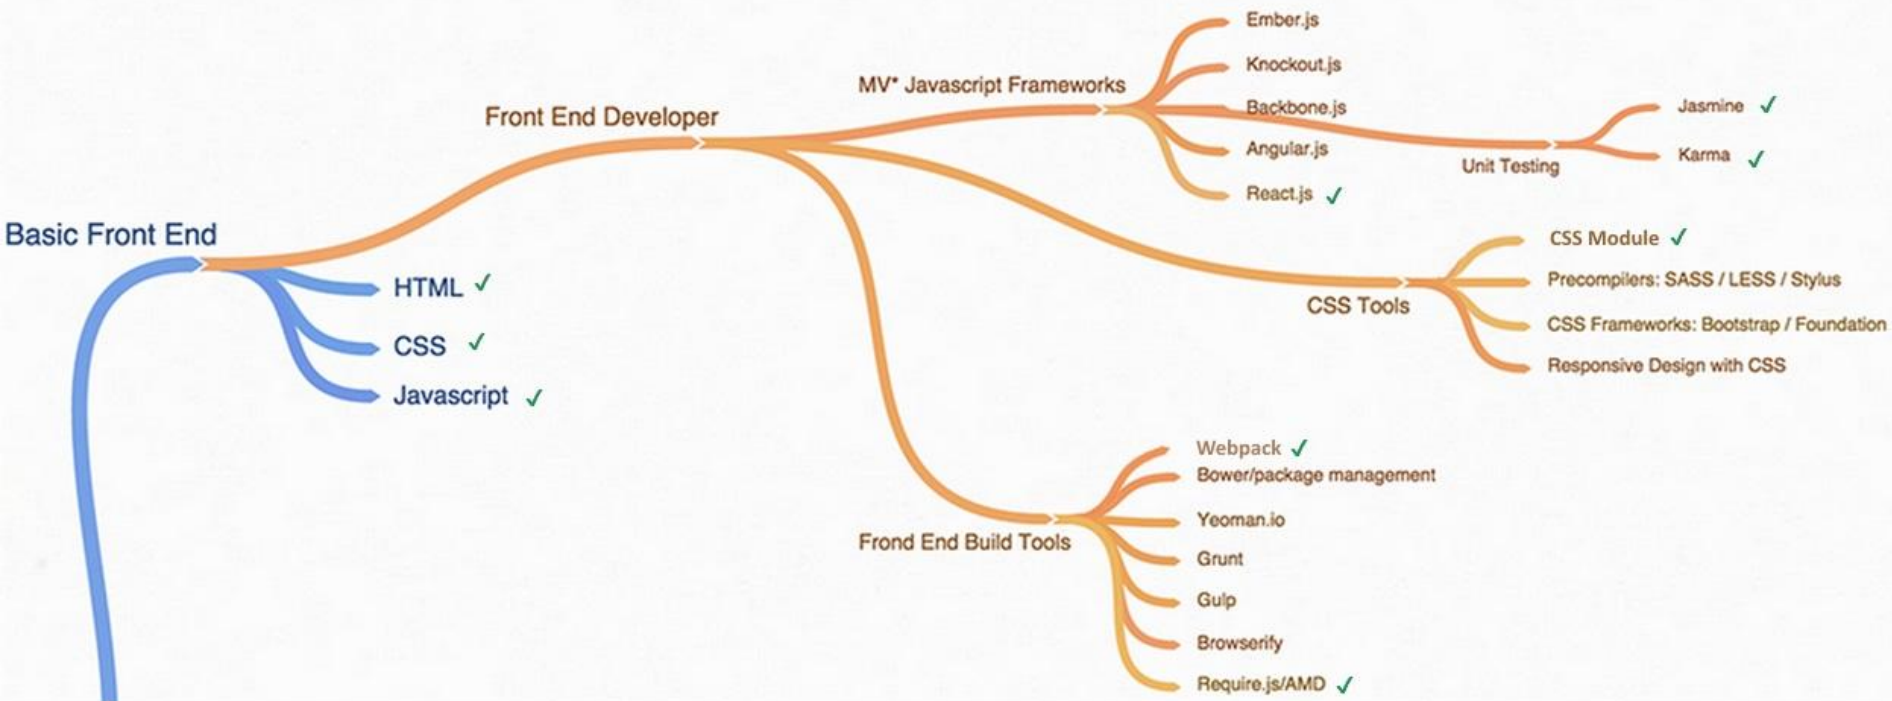 Basic Front End
HTML ✓
CSS ✓
Javascript ✓
Front End Developer
MV* Javascript Frameworks
Ember.js
Knockout.js
Backbone.js
Angular.js
React.js ✓
Unit Testing
Jasmine ✓
Karma ✓
CSS Tools
CSS Module ✓
Precompilers: SASS / LESS / Stylus
CSS Frameworks: Bootstrap / Foundation
Responsive Design with CSS
Frond End Build Tools
Webpack ✓
Bower/package management
Yeoman.io
Grunt
Gulp
Browserify
Require.js/AMD ✓